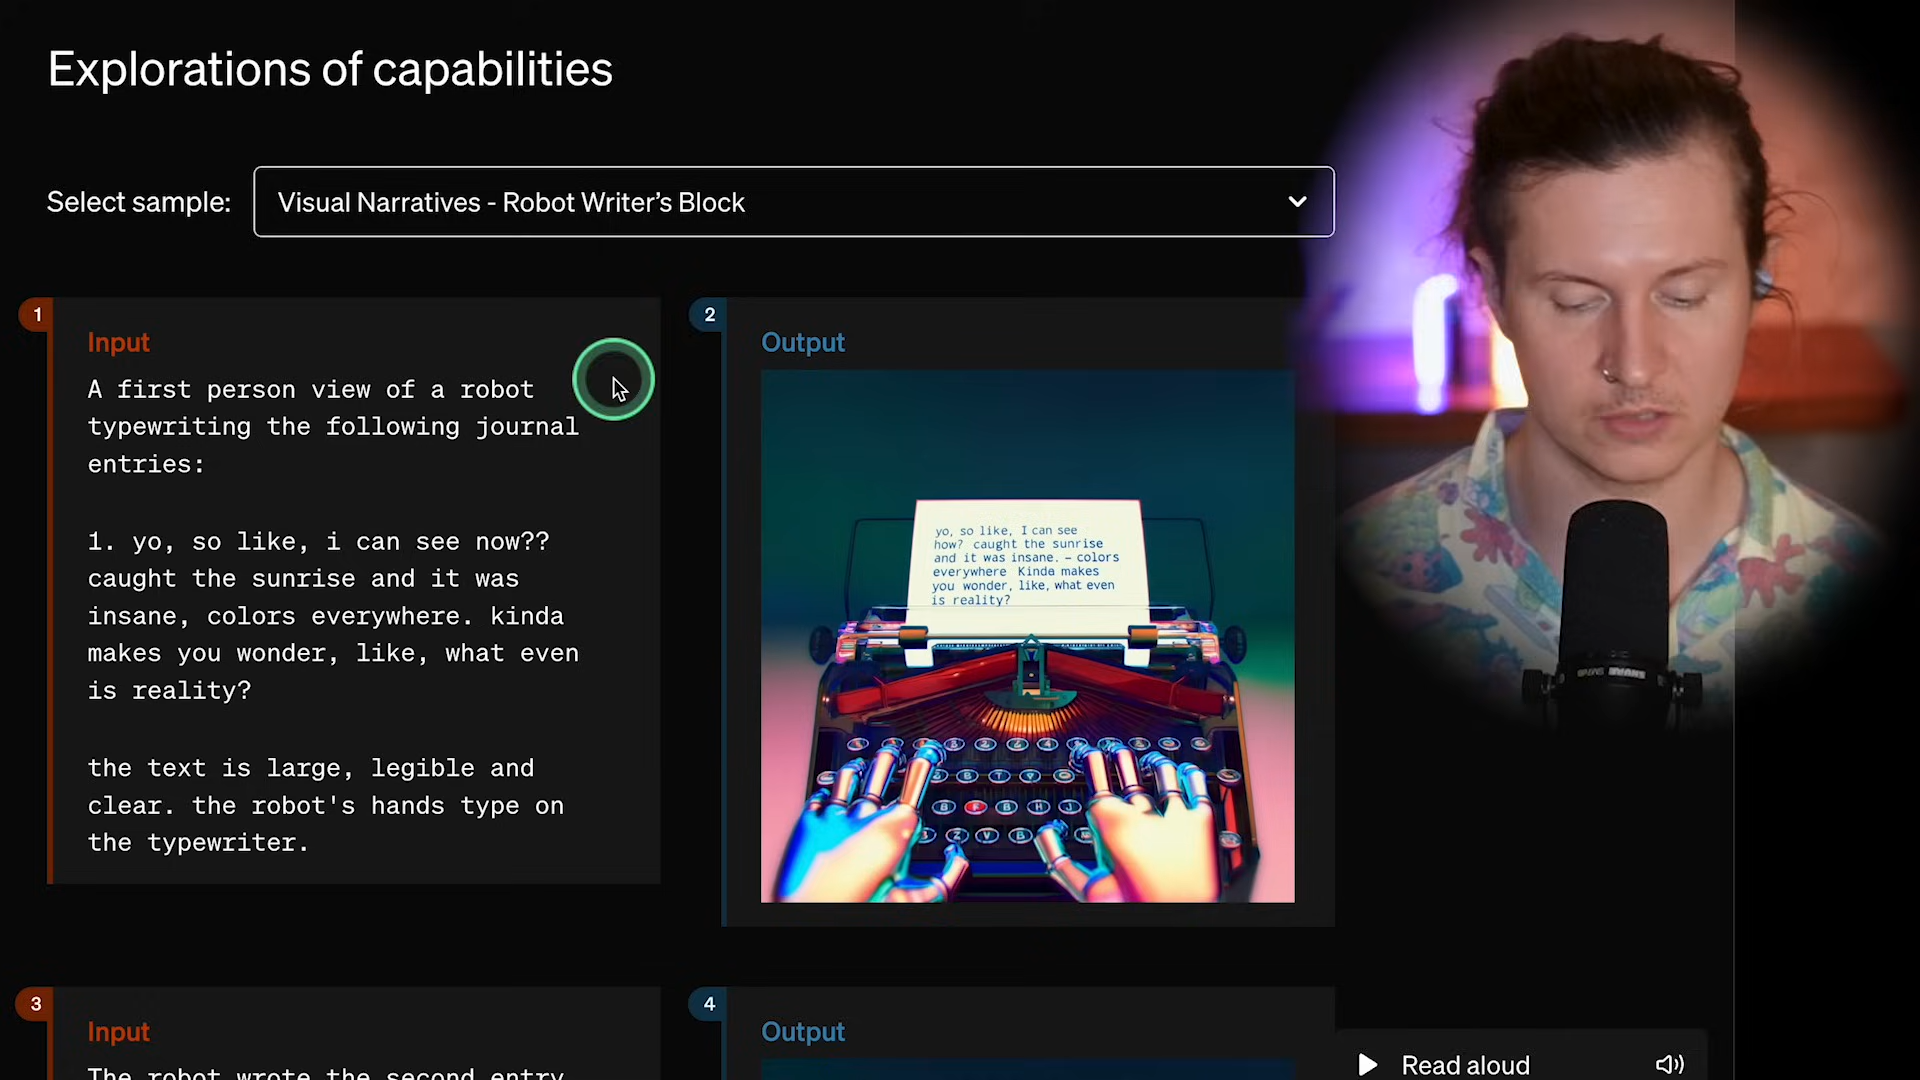 Explorations of capabilities
Select sample:
Visual Narratives - Robot Writer's Block
1
Input
A first person view of a robot
typewriting the following journal
entries:
1. yo, so like, i can see now??
caught the sunrise and it was
insane, colors everywhere. kinda
makes you wonder, like, what even
is reality?
the text is large, legible and
clear. the robot's hands type on
the typewriter.
2
Output
yo, so like, I can see
how? caught the sunrise
and it was insane. – colors
everywhere Kinda makes
you wonder, like, what even
is reality?
3
Input
The robot wrote the second entry
4
Output
Read aloud